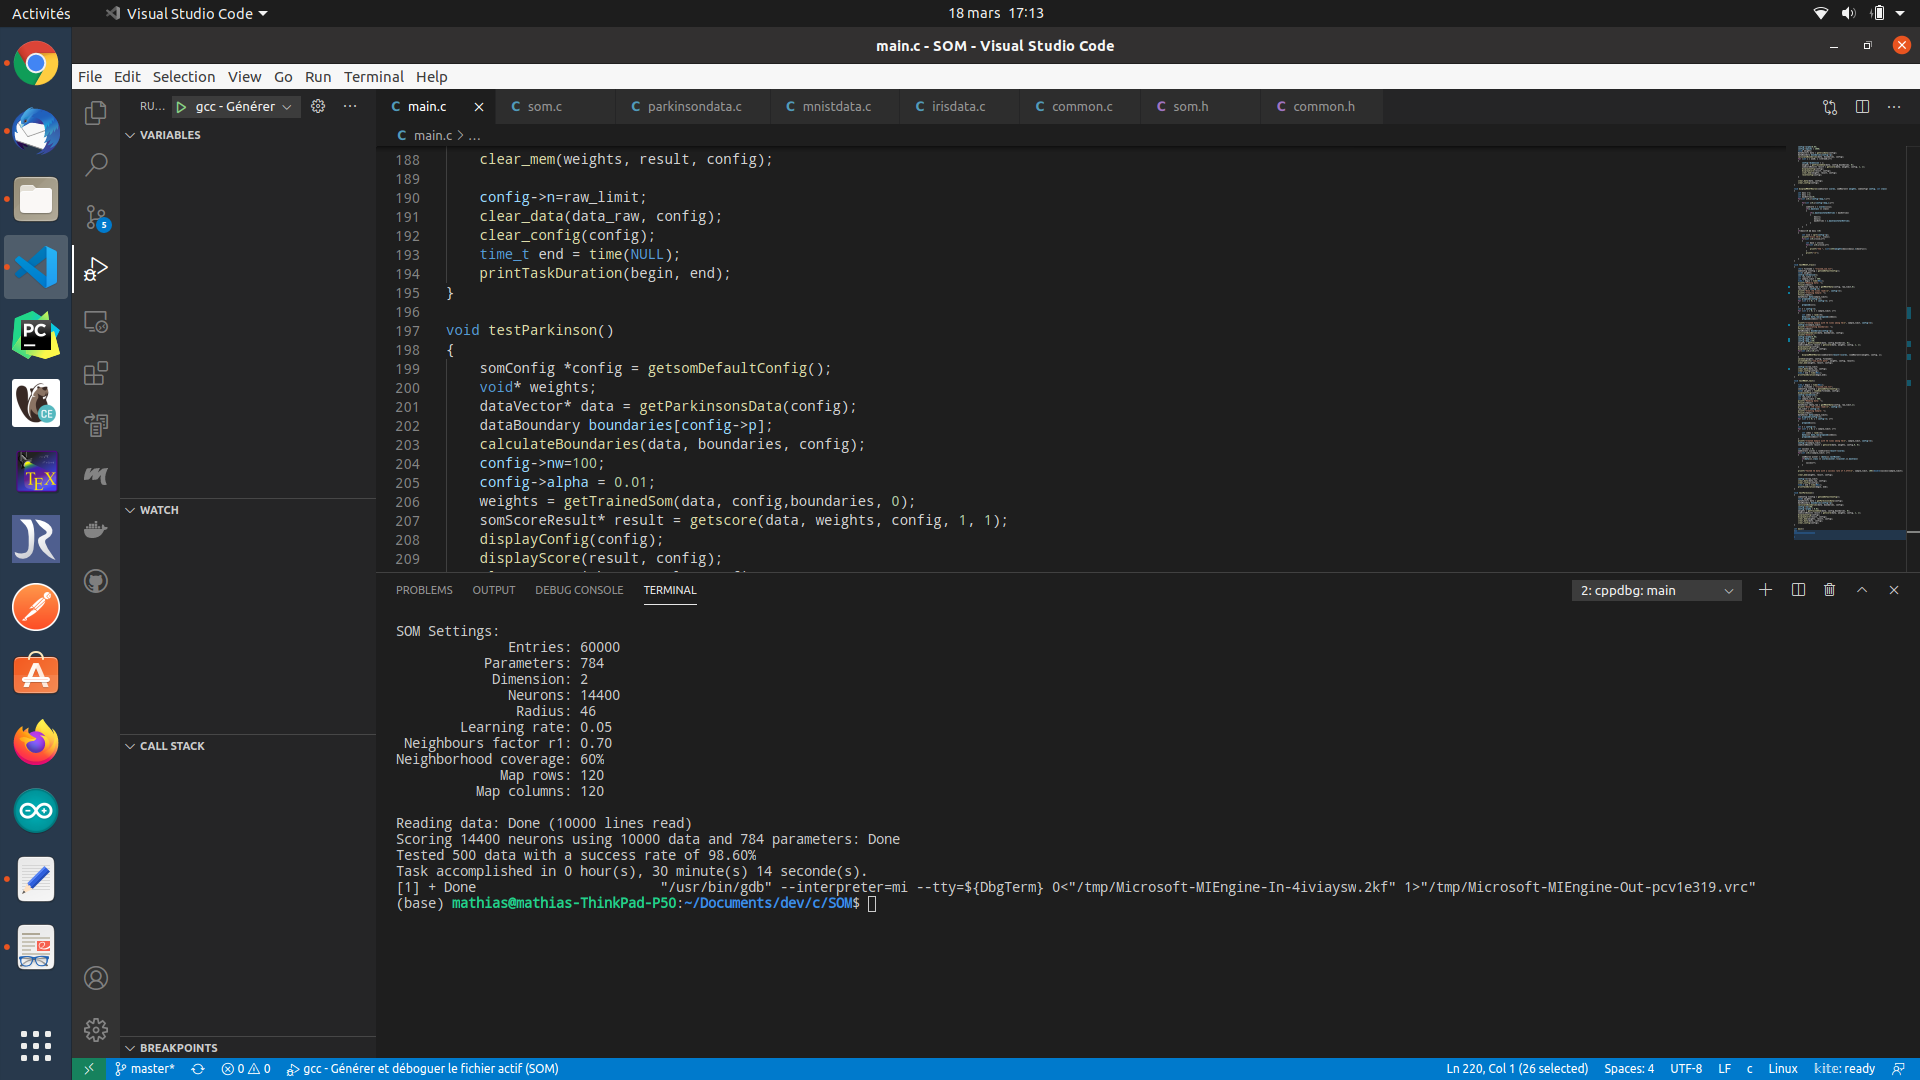 Activités
Visual Studio Code
18 mars 17:13
main.c - SOM - Visual Studio Code
File Edit Selection View Go Run Terminal Help
RU... gcc - Générer
main.c som.c parkinsondata.c mnistdata.c irisdata.c common.c som.h common.h
main.c > ...
VARIABLES
188 clear_mem(weights, result, config);
189
190 config->n=raw_limit;
191 clear_data(data_raw, config);
192 clear_config(config);
193 time_t end = time(NULL);
194 printTaskDuration(begin, end);
195 }
196
197 void testParkinson()
198 {
199 somConfig *config = getsomDefaultConfig();
200 void* weights;
201 dataVector* data = getParkinsonsData(config);
202 dataBoundary boundaries[config->p];
203 calculateBoundaries(data, boundaries, config);
204 config->nw=100;
205 config->alpha = 0.01;
206 weights = getTrainedSom(data, config,boundaries, 0);
207 somScoreResult* result = getscore(data, weights, config, 1, 1);
208 displayConfig(config);
209 displayScore(result, config);
5
PC
CE
TEX
JR
WATCH
CALL STACK
BREAKPOINTS
PROBLEMS OUTPUT DEBUG CONSOLE TERMINAL
2: cppdbg: main
SOM Settings:
Entries: 60000
Parameters: 784
Dimension: 2
Neurons: 14400
Radius: 46
Learning rate: 0.05
Neighbours factor r1: 0.70
Neighborhood coverage: 60%
Map rows: 120
Map columns: 120
Reading data: Done (10000 lines read)
Scoring 14400 neurons using 10000 data and 784 parameters: Done
Tested 500 data with a success rate of 98.60%
Task accomplished in 0 hour(s), 30 minute(s) 14 seconde(s).
[1] + Done "/usr/bin/gdb" --interpreter=mi --tty=${DbgTerm} 0<"/tmp/Microsoft-MIEngine-In-4iviaysw.2kf" 1>"/tmp/Microsoft-MIEngine-Out-pcv1e319.vrc"
(base) mathias@mathias-ThinkPad-P50:~/Documents/dev/c/SOM$
master* 0 0 gcc - Générer et déboguer le fichier actif (SOM)
Ln 220, Col 1 (26 selected) Spaces: 4 UTF-8 LF c Linux kite: ready